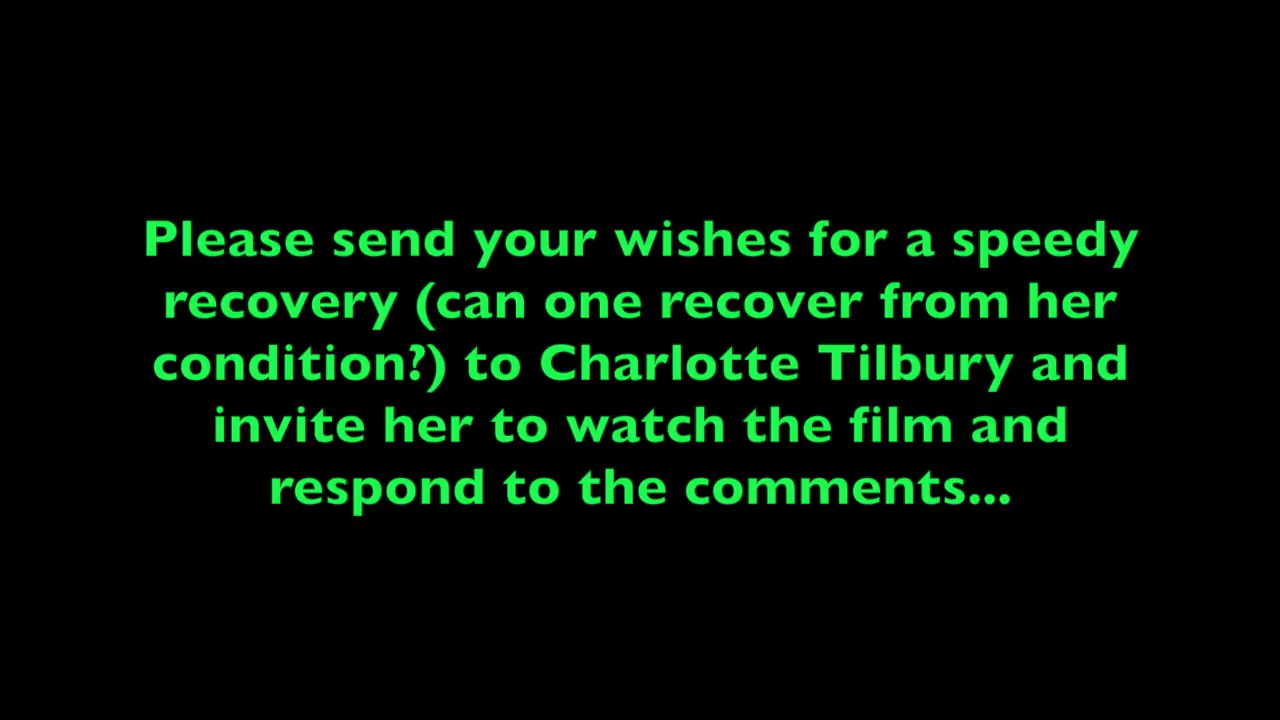 Please send your wishes for a speedy
recovery (can one recover from her
condition?) to Charlotte Tilbury and
invite her to watch the film and
respond to the comments...